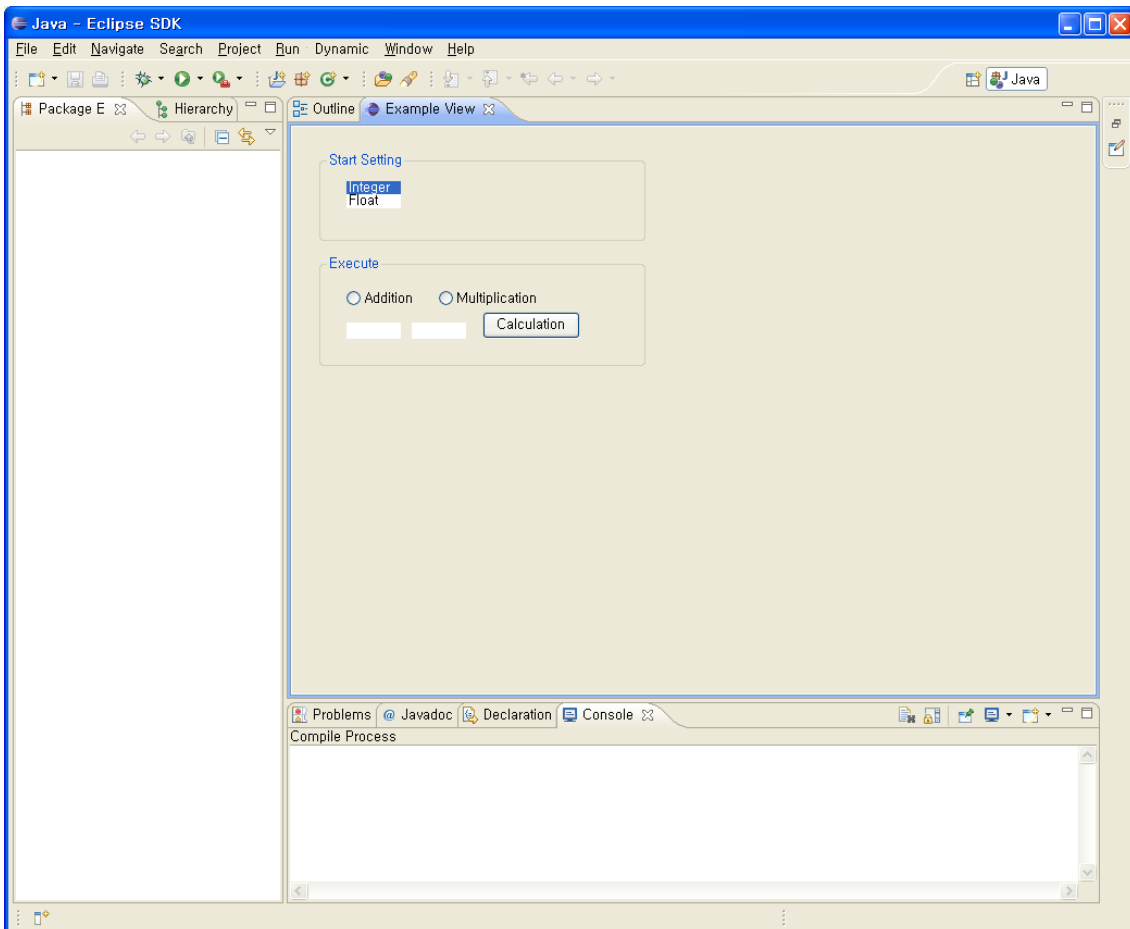 Java - Eclipse SDK
File Edit Navigate Search Project Run Dynamic Window Help
Java
Package E Hierarchy
Outline Example View
Start Setting
Integer
Float
Execute
Addition Multiplication
Calculation
Problems @ Javadoc Declaration Console
Compile Process